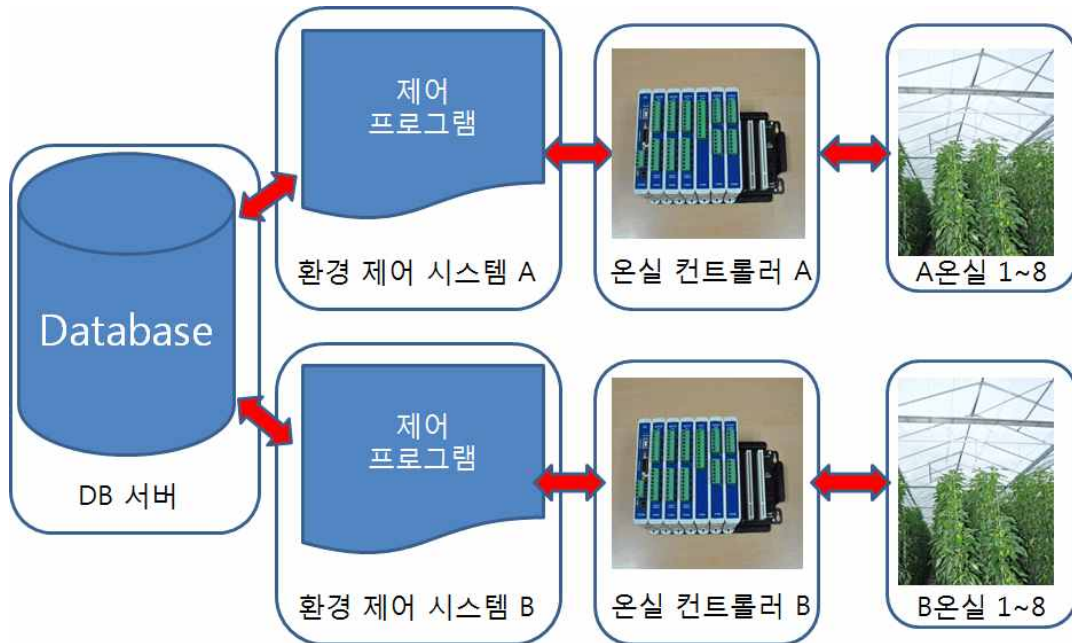 제어
프로그램
환경 제어 시스템 A
온실 컨트롤러 A
A온실 1~8
Database
DB 서버
제어
프로그램
환경 제어 시스템 B
온실 컨트롤러 B
B온실 1~8